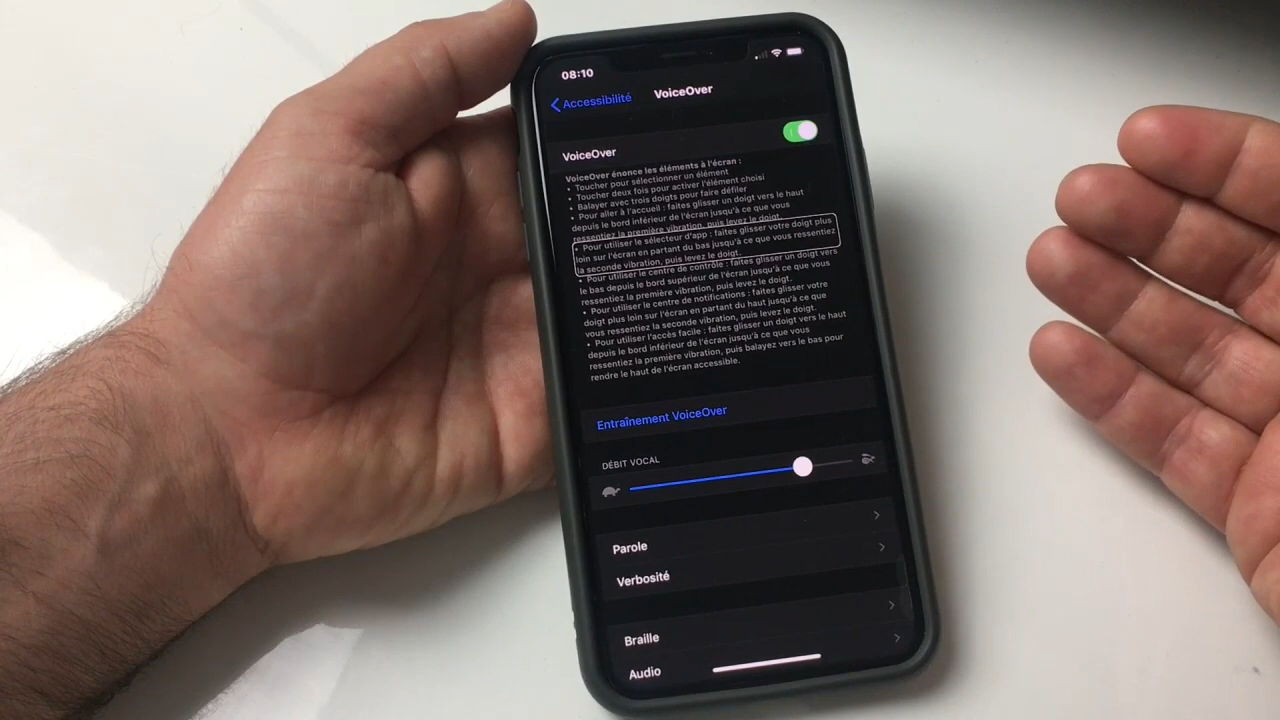 08:10
Accessibilité
VoiceOver
VoiceOver
VoiceOver énonce les éléments à l'écran :
• Toucher pour sélectionner un élément
• Toucher deux fois pour activer l'élément choisi
• Balayer avec trois doigts pour faire défiler
• Pour aller à l'accueil : faites glisser un doigt vers le haut
depuis le bord inférieur de l'écran jusqu'à ce que vous
ressentiez la première vibration, puis levez le doigt.
• Pour utiliser le sélecteur d'app : faites glisser votre doigt plus
loin sur l'écran en partant du bas jusqu'à ce que vous ressentiez
la seconde vibration, puis levez le doigt.
• Pour utiliser le centre de contrôle : faites glisser un doigt vers
le bas depuis le bord supérieur de l'écran jusqu'à ce que vous
ressentiez la première vibration, puis levez le doigt.
• Pour utiliser le centre de notifications : faites glisser votre
doigt plus loin sur l'écran en partant du haut jusqu'à ce que
vous ressentiez la seconde vibration, puis levez le doigt.
• Pour utiliser l'accès facile : faites glisser un doigt vers le haut
depuis le bord inférieur de l'écran jusqu'à ce que vous
ressentiez la première vibration, puis balayez vers le bas pour
rendre le haut de l'écran accessible.
Entraînement VoiceOver
DÉBIT VOCAL
Parole
Verbosité
Braille
Audio